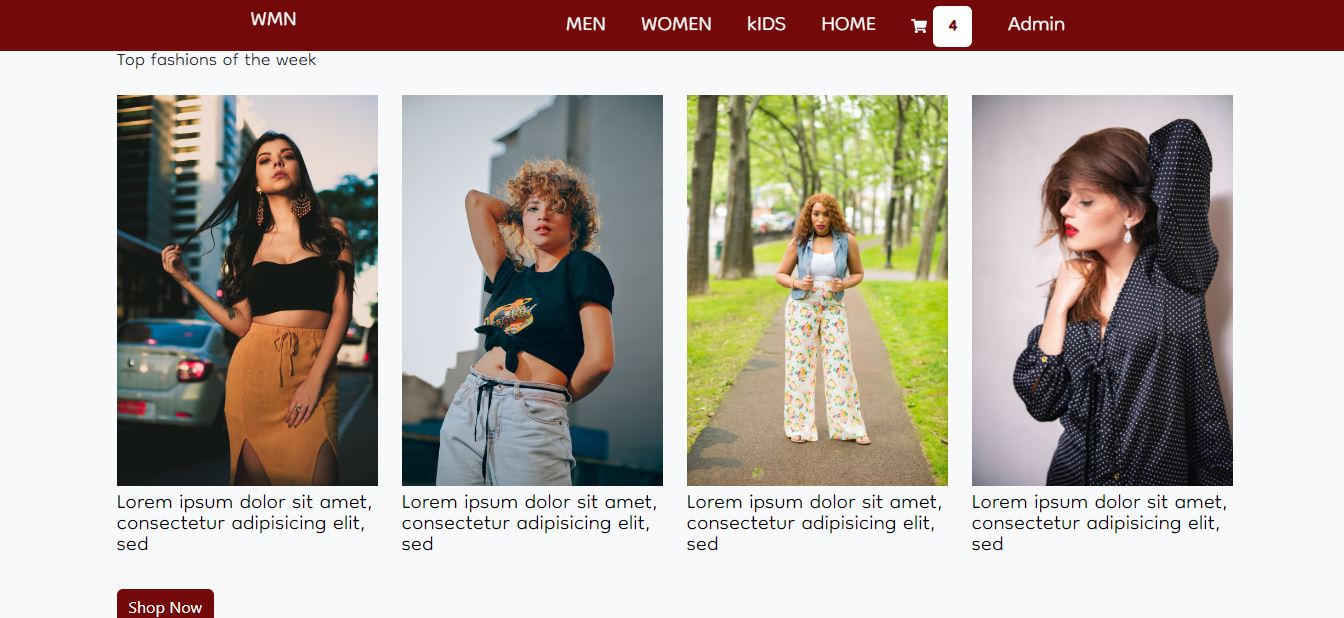 WMN
MEN WOMEN kIDS HOME 4 Admin
Top fashions of the week
Lorem ipsum dolor sit amet,
consectetur adipisicing elit,
sed
Lorem ipsum dolor sit amet,
consectetur adipisicing elit,
sed
Lorem ipsum dolor sit amet,
consectetur adipisicing elit,
sed
Lorem ipsum dolor sit amet,
consectetur adipisicing elit,
sed
Shop Now